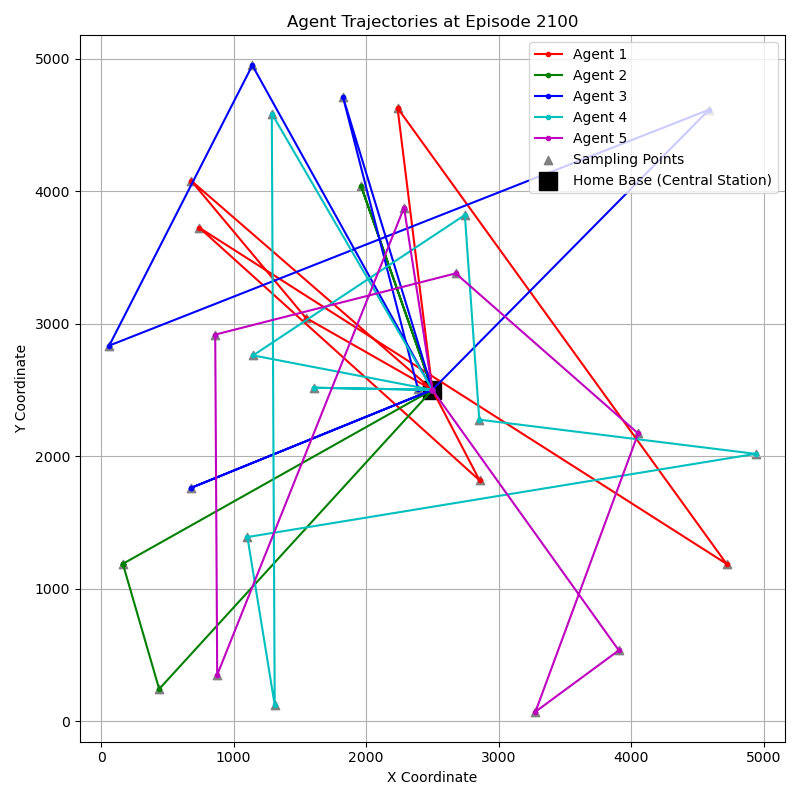 Agent Trajectories at Episode 2100
Agent 1
Agent 2
Agent 3
Agent 4
Agent 5
Sampling Points
Home Base (Central Station)
5000
4000
3000
2000
1000
0
Y Coordinate
0 1000 2000 3000 4000 5000
X Coordinate